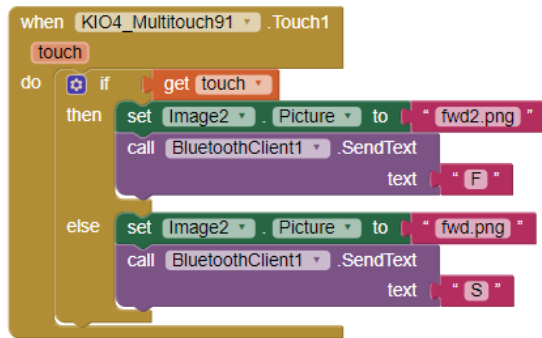 when KIO4_Multitouch91 .Touch1
touch
do if get touch
then set Image2 . Picture to " fwd2.png "
call BluetoothClient1 .SendText
text " F "
else set Image2 . Picture to " fwd.png "
call BluetoothClient1 .SendText
text " S "